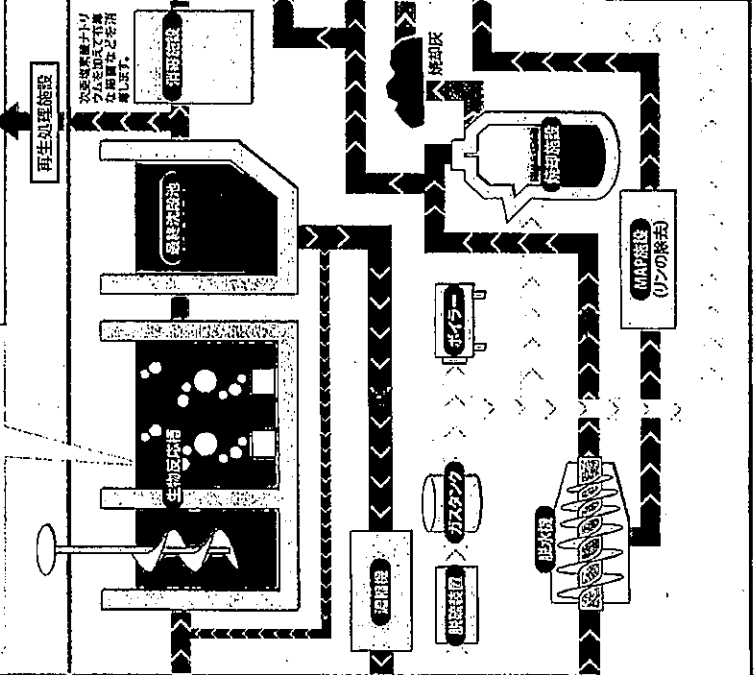 再生処理施設
次亜塩素酸ナトリ
ウムを加えて有害
な細菌などを消
毒します。
消毒施設
最終沈殿池
生物反応槽
焼却灰
焼却施設
ボイラー
ガスタンク
脱硫装置
濃縮機
脱水機
MAP施設
(リンの除去)